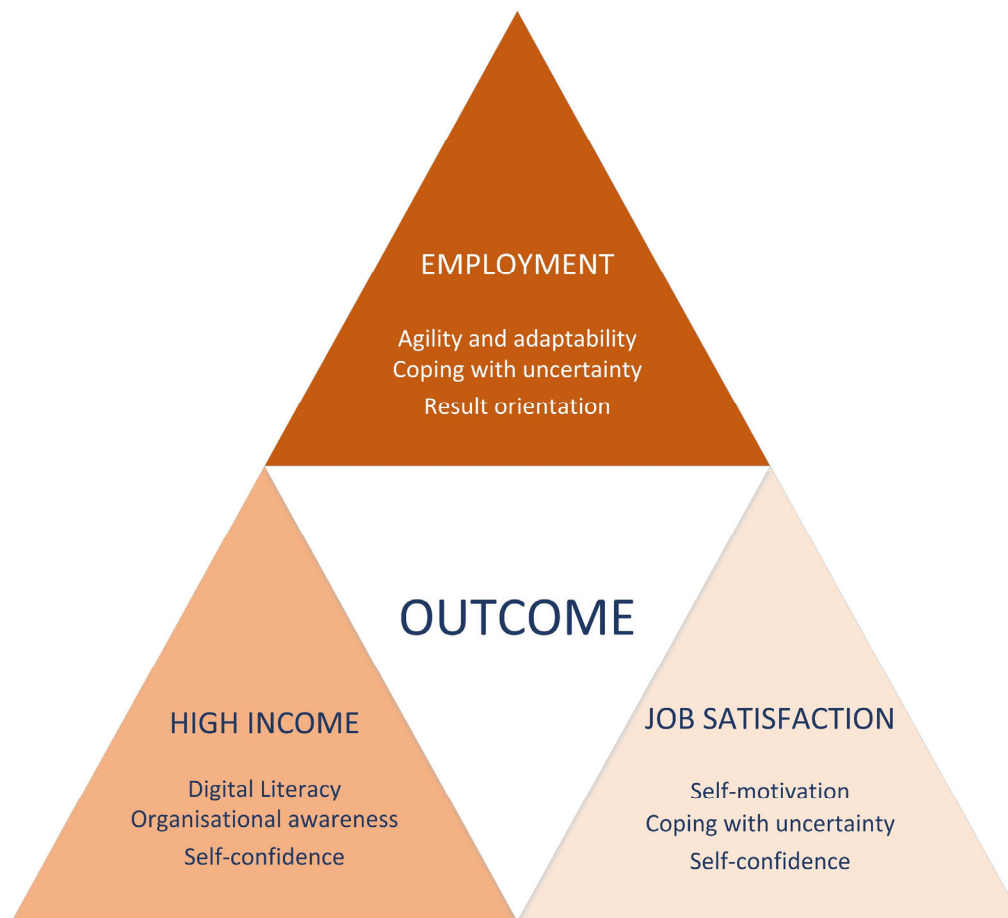 EMPLOYMENT
Agility and adaptability
Coping with uncertainty
Result orientation
OUTCOME
HIGH INCOME
Digital Literacy
Organisational awareness
Self-confidence
JOB SATISFACTION
Self-motivation
Coping with uncertainty
Self-confidence